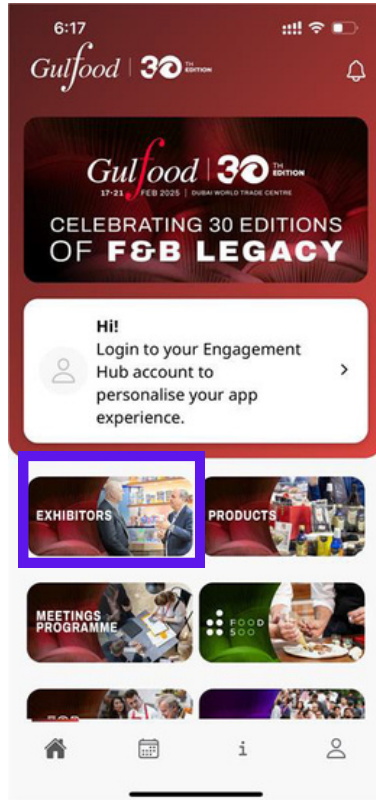 6:17
Gulfood 30 TH EDITION
Gulfood 30 TH EDITION
17-21 FEB 2025 | DUBAI WORLD TRADE CENTRE
CELEBRATING 30 EDITIONS
OF F&B LEGACY
Hi!
Login to your Engagement
Hub account to
personalise your app
experience.
EXHIBITORS
PRODUCTS
MEETINGS
PROGRAMME
FOOD
500